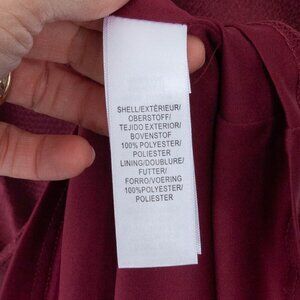 SHELL/EXTÉRIEUR/
OBERSTOFF/
TEJIDO EXTERIOR/
BOVENSTOF
100% POLYESTER/
POLIESTER
LINING/DOUBLURE/
FUTTER/
FORRO/VOERING
100%POLYESTER/
POLIESTER